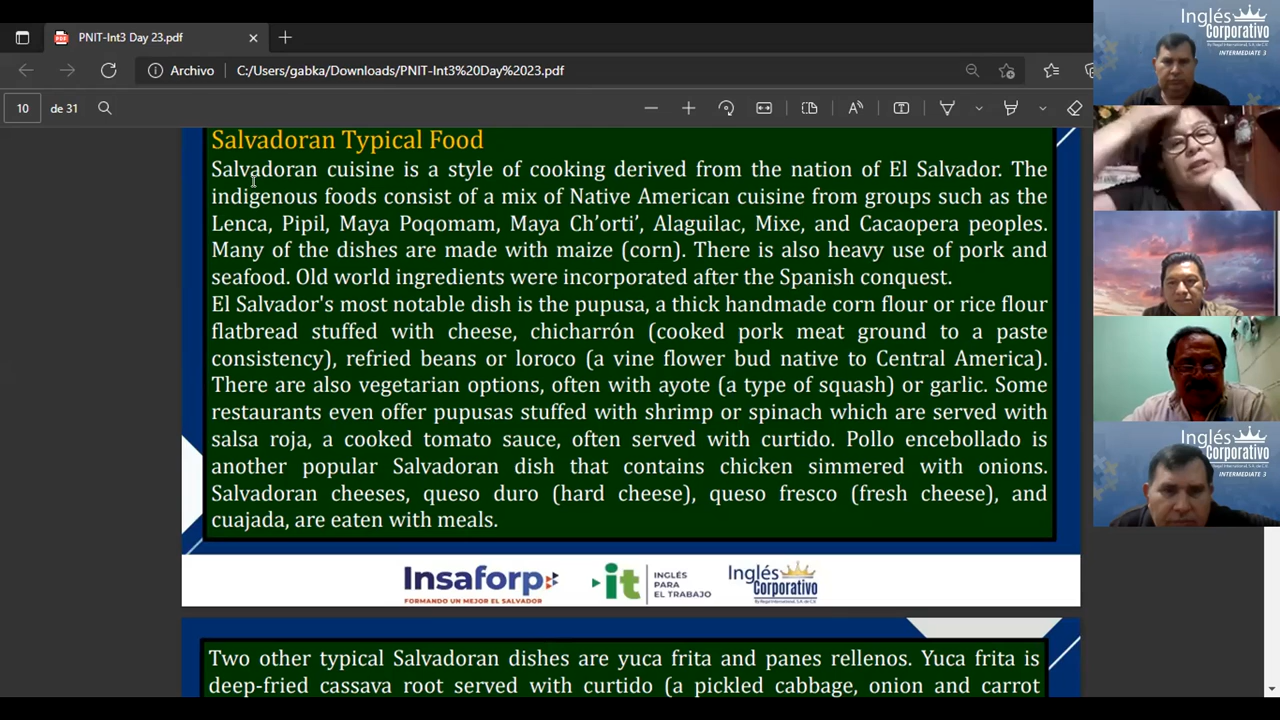 PNIT-Int3 Day 23.pdf
Archivo
C:/Users/gabka/Downloads/PNIT-Int3%20Day%2023.pdf
10 de 31
Salvadoran Typical Food
Salvadoran cuisine is a style of cooking derived from the nation of El Salvador. The
indigenous foods consist of a mix of Native American cuisine from groups such as the
Lenca, Pipil, Maya Poqomam, Maya Ch’orti’, Alaguilac, Mixe, and Cacaopera peoples.
Many of the dishes are made with maize (corn). There is also heavy use of pork and
seafood. Old world ingredients were incorporated after the Spanish conquest.
El Salvador's most notable dish is the pupusa, a thick handmade corn flour or rice flour
flatbread stuffed with cheese, chicharrón (cooked pork meat ground to a paste
consistency), refried beans or loroco (a vine flower bud native to Central America).
There are also vegetarian options, often with ayote (a type of squash) or garlic. Some
restaurants even offer pupusas stuffed with shrimp or spinach which are served with
salsa roja, a cooked tomato sauce, often served with curtido. Pollo encebollado is
another popular Salvadoran dish that contains chicken simmered with onions.
Salvadoran cheeses, queso duro (hard cheese), queso fresco (fresh cheese), and
cuajada, are eaten with meals.
Insaforp
FORMANDO UN MEJOR EL SALVADOR
it
INGLÉS
PARA
EL TRABAJO
Inglés
Corporativo
Two other typical Salvadoran dishes are yuca frita and panes rellenos. Yuca frita is
deep-fried cassava root served with curtido (a pickled cabbage, onion and carrot
Inglés
Corporativo
INTERMEDIATE 3
Inglés
Corporativo
INTERMEDIATE 3